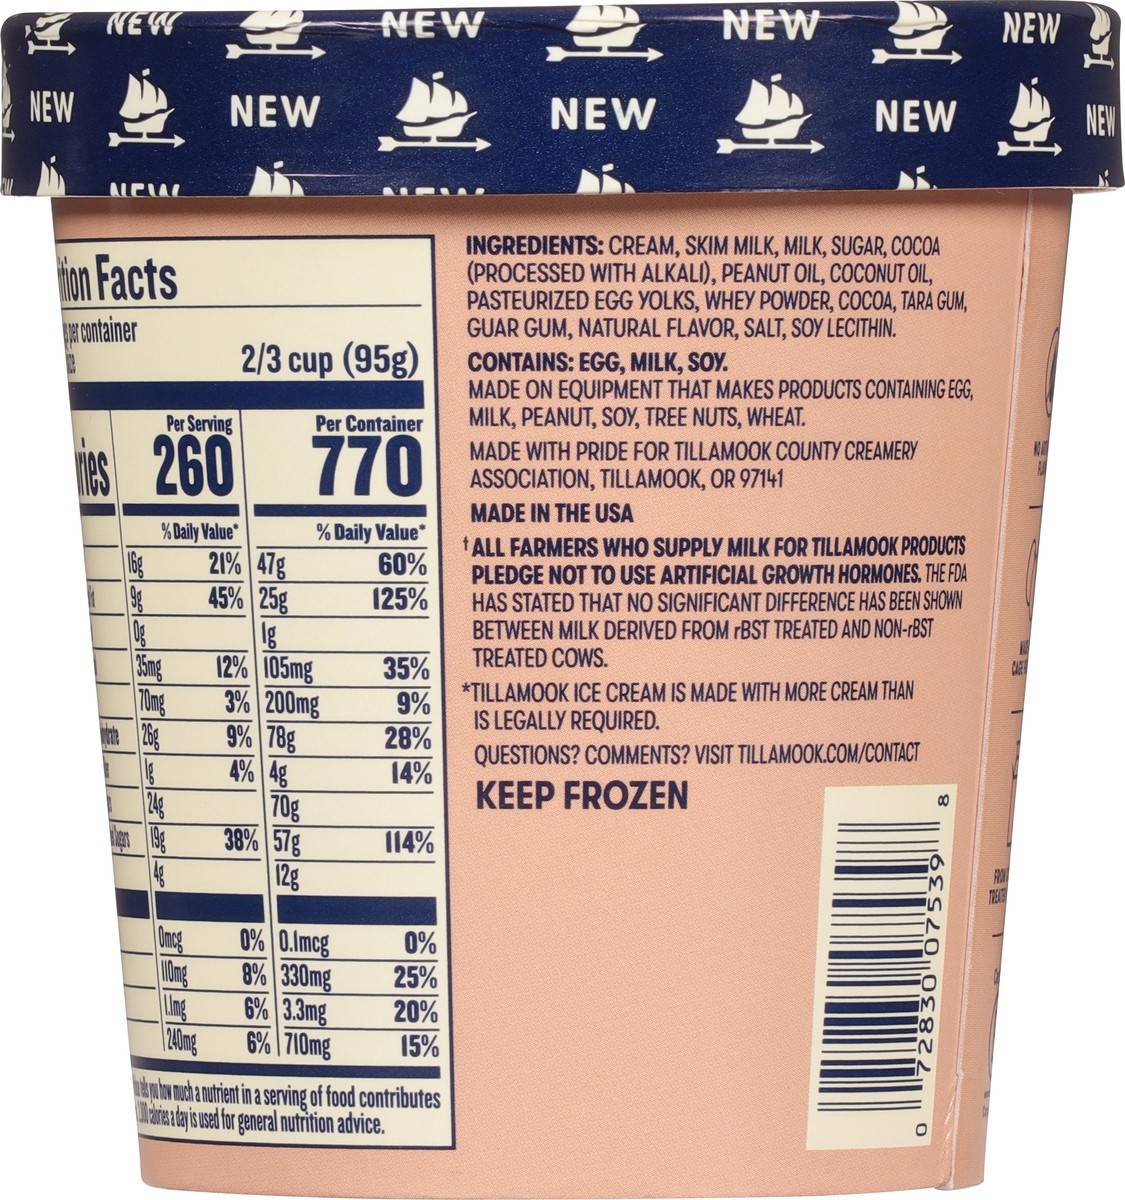 NEW NEW NEW NEW
NEW NEW NEW NEW NEW
NEW NEW
Facts
per container
2/3 cup (95g)
Per Serving Per Container
260 770
% Daily Value* % Daily Value*
16g 21% 47g 60%
9g 45% 25g 125%
0g 1g
35mg 12% 105mg 35%
70mg 3% 200mg 9%
26g 9% 78g 28%
1g 4% 4g 14%
24g 70g
19g 38% 57g 114%
4g 12g
0mcg 0% 0.1mcg 0%
110mg 8% 330mg 25%
1.1mg 6% 3.3mg 20%
240mg 6% 710mg 15%
tells you how much a nutrient in a serving of food contributes
calories a day is used for general nutrition advice.
INGREDIENTS: CREAM, SKIM MILK, MILK, SUGAR, COCOA
(PROCESSED WITH ALKALI), PEANUT OIL, COCONUT OIL,
PASTEURIZED EGG YOLKS, WHEY POWDER, COCOA, TARA GUM,
GUAR GUM, NATURAL FLAVOR, SALT, SOY LECITHIN.
CONTAINS: EGG, MILK, SOY.
MADE ON EQUIPMENT THAT MAKES PRODUCTS CONTAINING EGG,
MILK, PEANUT, SOY, TREE NUTS, WHEAT.
MADE WITH PRIDE FOR TILLAMOOK COUNTY CREAMERY
ASSOCIATION, TILLAMOOK, OR 97141
MADE IN THE USA
†ALL FARMERS WHO SUPPLY MILK FOR TILLAMOOK PRODUCTS
PLEDGE NOT TO USE ARTIFICIAL GROWTH HORMONES. THE FDA
HAS STATED THAT NO SIGNIFICANT DIFFERENCE HAS BEEN SHOWN
BETWEEN MILK DERIVED FROM rBST TREATED AND NON-rBST
TREATED COWS.
*TILLAMOOK ICE CREAM IS MADE WITH MORE CREAM THAN
IS LEGALLY REQUIRED.
QUESTIONS? COMMENTS? VISIT TILLAMOOK.COM/CONTACT
KEEP FROZEN
0 72830 07539 8